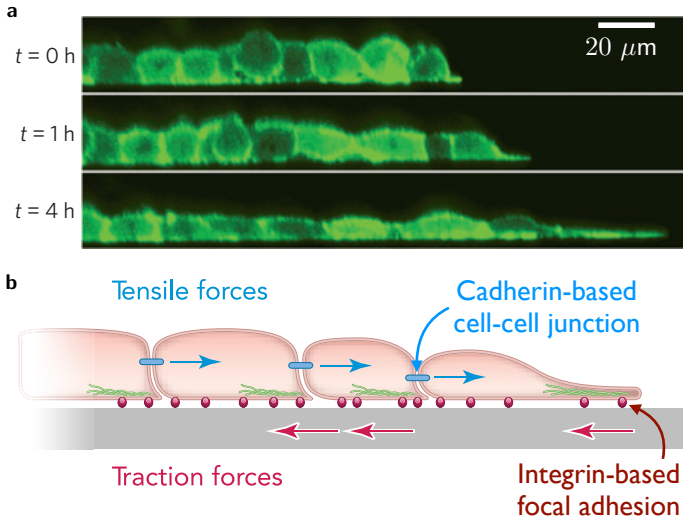 a
20 μm
t = 0 h
t = 1 h
t = 4 h
b
Tensile forces
Cadherin-based
cell-cell junction
Traction forces
Integrin-based
focal adhesion